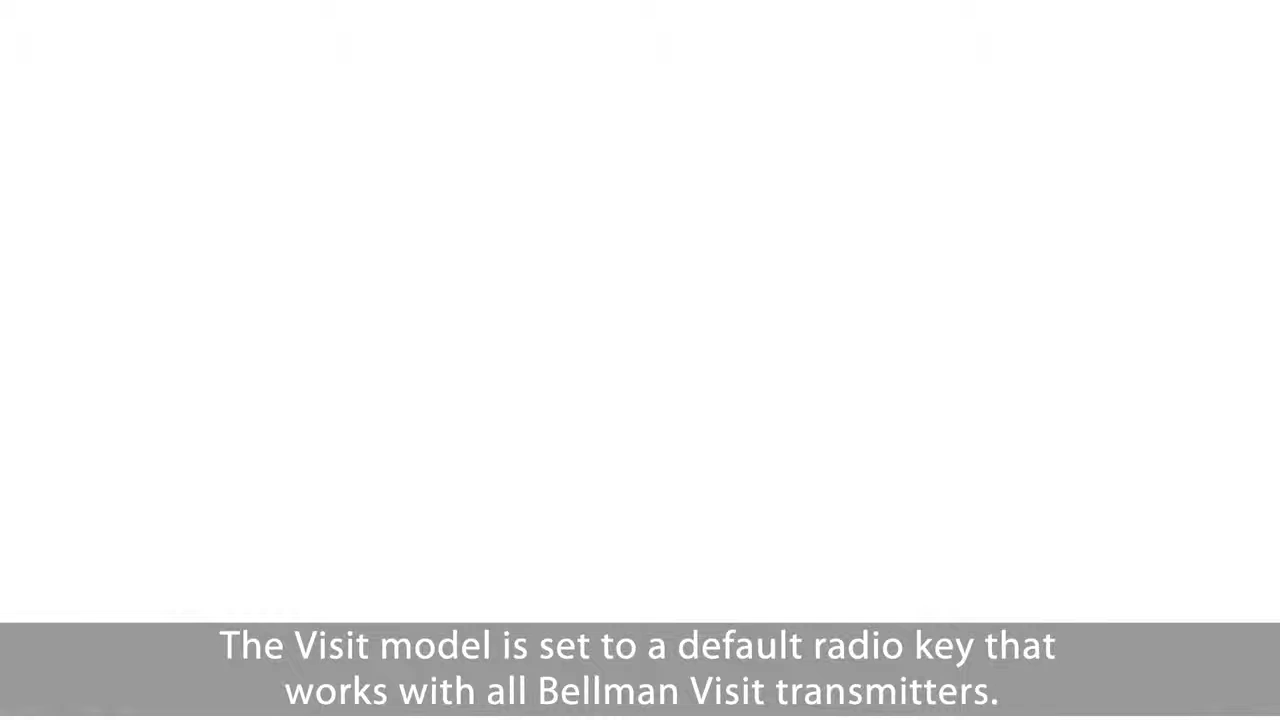 The Visit model is set to a default radio key that
works with all Bellman Visit transmitters.